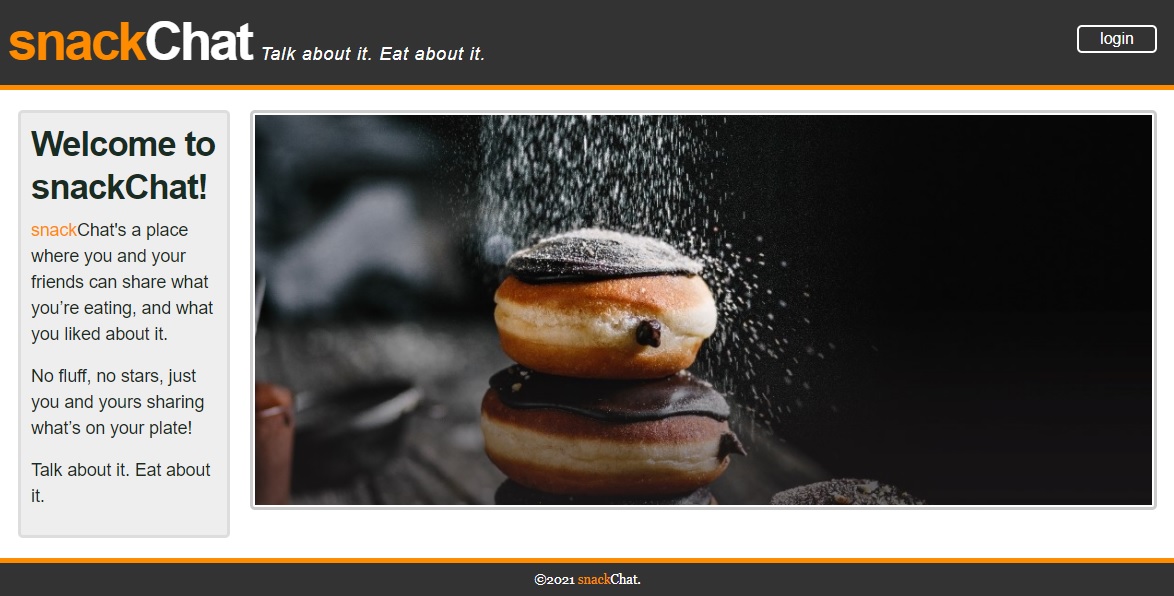 snackChat Talk about it. Eat about it.
login
Welcome to
snackChat!
snackChat's a place
where you and your
friends can share what
you’re eating, and what
you liked about it.
No fluff, no stars, just
you and yours sharing
what’s on your plate!
Talk about it. Eat about
it.
©2021 snackChat.